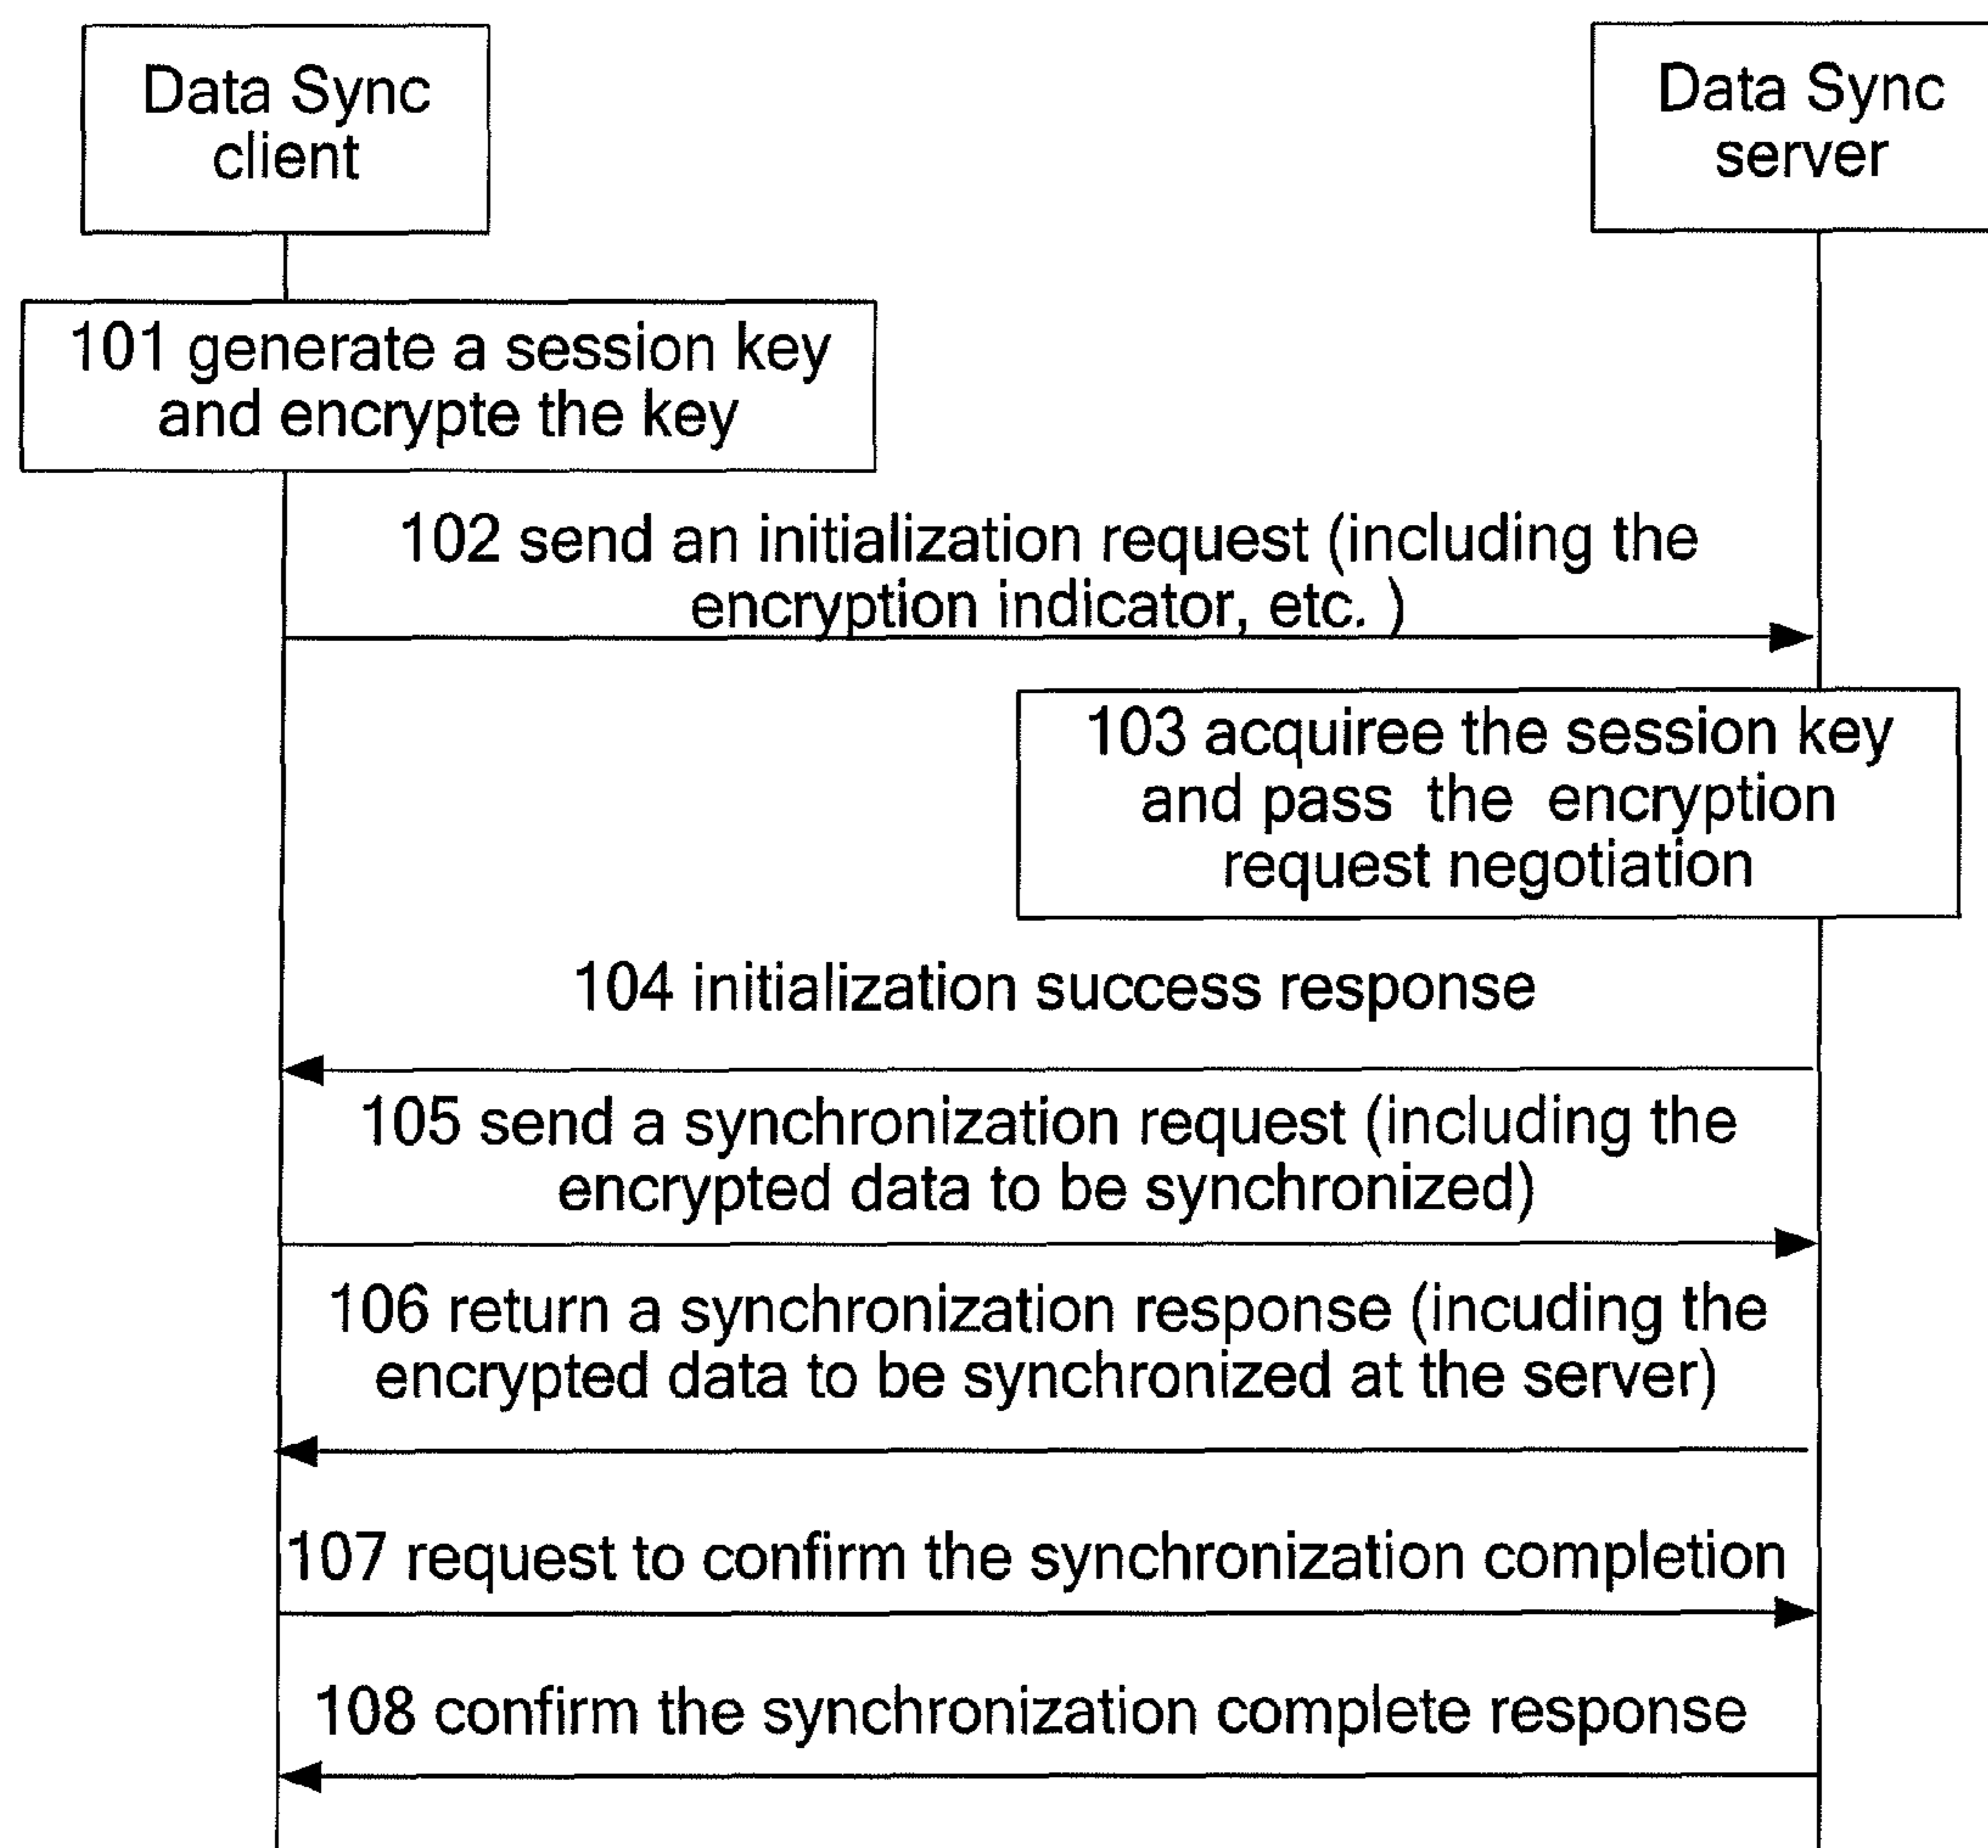 Data Sync
client
Data Sync
server
101 generate a session key
and encrypte the key
102 send an initialization request (including the
encryption indicator, etc. )
103 acquiree the session key
and pass the encryption
request negotiation
104 initialization success response
105 send a synchronization request (including the
encrypted data to be synchronized)
106 return a synchronization response (incuding the
encrypted data to be synchronized at the server)
107 request to confirm the synchronization completion
108 confirm the synchronization complete response